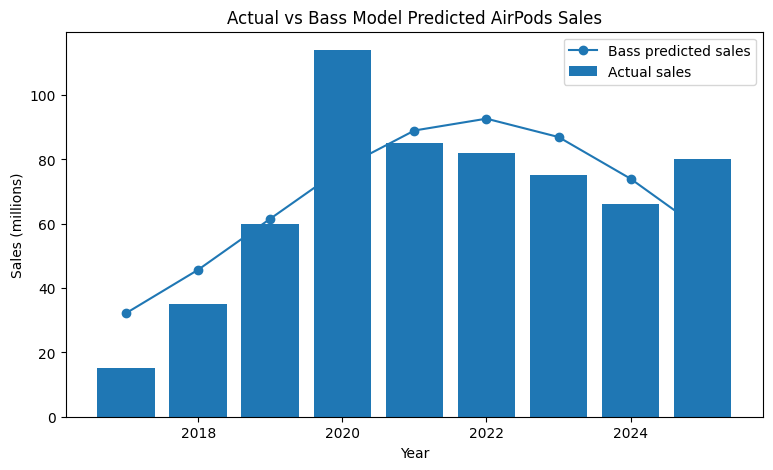 Actual vs Bass Model Predicted AirPods Sales
Bass predicted sales
Actual sales
Sales (millions)
100
80
60
40
20
0
2018 2020 2022 2024
Year